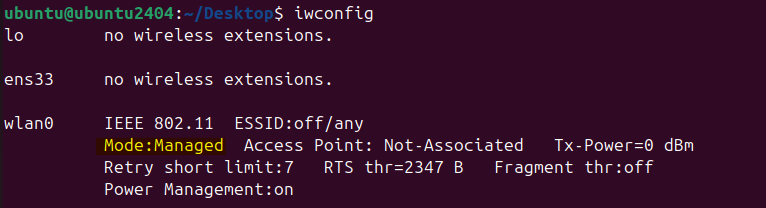 ubuntu@ubuntu2404:~/Desktop$ iwconfig
lo        no wireless extensions.
ens33     no wireless extensions.
wlan0     IEEE 802.11  ESSID:off/any
          Mode:Managed  Access Point: Not-Associated   Tx-Power=0 dBm
          Retry short limit:7   RTS thr=2347 B   Fragment thr:off
          Power Management:on